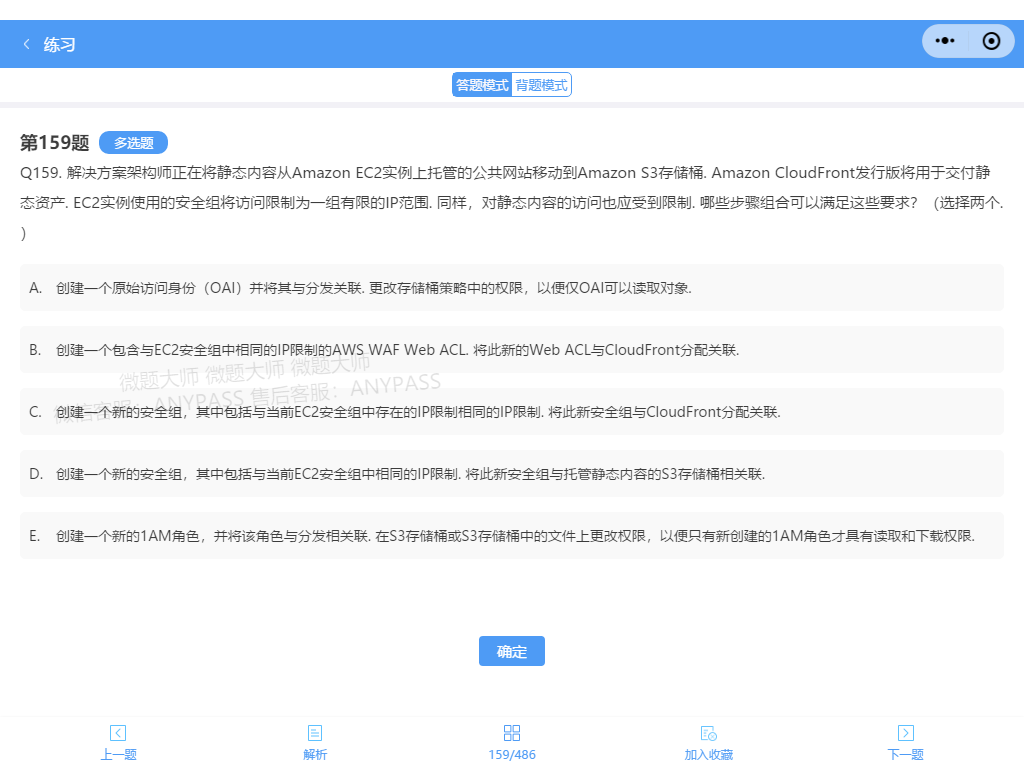 练习
答题模式 背题模式
第159题 多选题
Q159. 解决方案架构师正在将静态内容从Amazon EC2实例上托管的公共网站移动到Amazon S3存储桶. Amazon CloudFront发行版将用于交付静
态资产. EC2实例使用的安全组将访问限制为一组有限的IP范围. 同样，对静态内容的访问也应受到限制. 哪些步骤组合可以满足这些要求？（选择两个.
）
A. 创建一个原始访问身份（OAI）并将其与分发关联. 更改存储桶策略中的权限，以便仅OAI可以读取对象.
B. 创建一个包含与EC2安全组中相同的IP限制的AWS WAF Web ACL. 将此新的Web ACL与CloudFront分配关联.
微题大师 微题大师 微题大师
微信客服：ANYPASS 售后客服：ANYPASS
C. 创建一个新的安全组，其中包括与当前EC2安全组中存在的IP限制相同的IP限制. 将此新安全组与CloudFront分配关联.
D. 创建一个新的安全组，其中包括与当前EC2安全组中相同的IP限制. 将此新安全组与托管静态内容的S3存储桶相关联.
E. 创建一个新的1AM角色，并将该角色与分发相关联. 在S3存储桶或S3存储桶中的文件上更改权限，以便只有新创建的1AM角色才具有读取和下载权限.
确定
上一题 解析 159/486 加入收藏 下一题